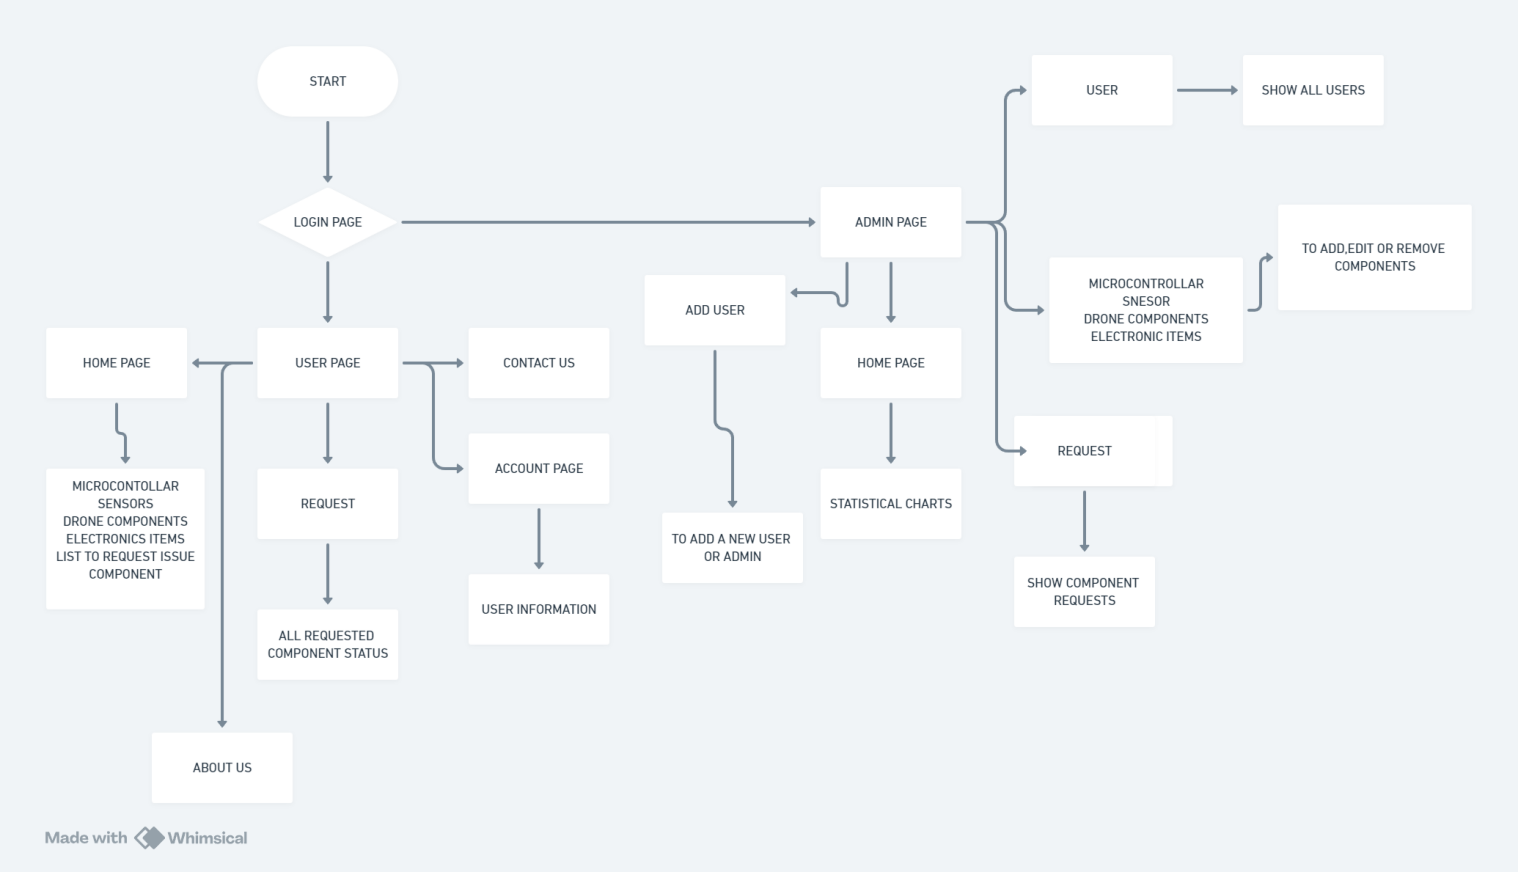 START
USER
SHOW ALL USERS
LOGIN PAGE
ADMIN PAGE
TO ADD,EDIT OR REMOVE
COMPONENTS
MICROCONTROLLAR
SNESOR
DRONE COMPONENTS
ELECTRONIC ITEMS
ADD USER
HOME PAGE
USER PAGE
CONTACT US
HOME PAGE
REQUEST
ACCOUNT PAGE
MICROCONTOLLAR
SENSORS
DRONE COMPONENTS
ELECTRONICS ITEMS
LIST TO REQUEST ISSUE
COMPONENT
REQUEST
STATISTICAL CHARTS
TO ADD A NEW USER
OR ADMIN
SHOW COMPONENT
REQUESTS
USER INFORMATION
ALL REQUESTED
COMPONENT STATUS
ABOUT US
Made with Whimsical